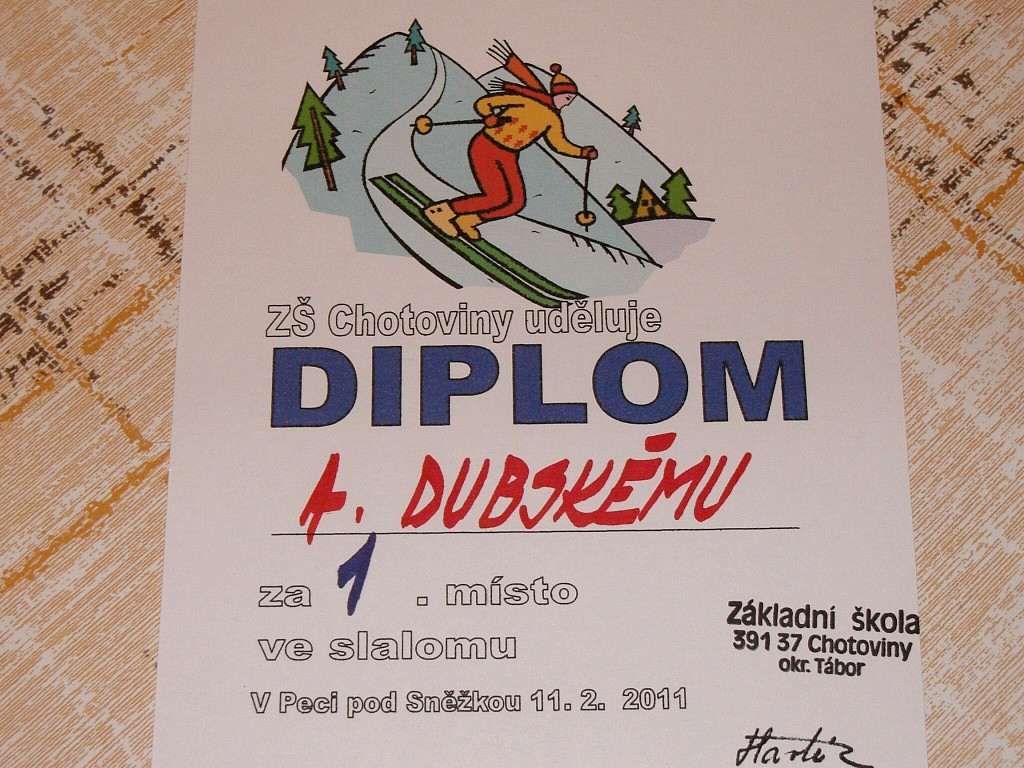 ZŠ Chotoviny uděluje
DIPLOM
A. DUBSKÉMU
za 1 . místo
ve slalomu
Základní škola
391 37 Chotoviny
okr. Tábor
V Peci pod Sněžkou 11. 2. 2011